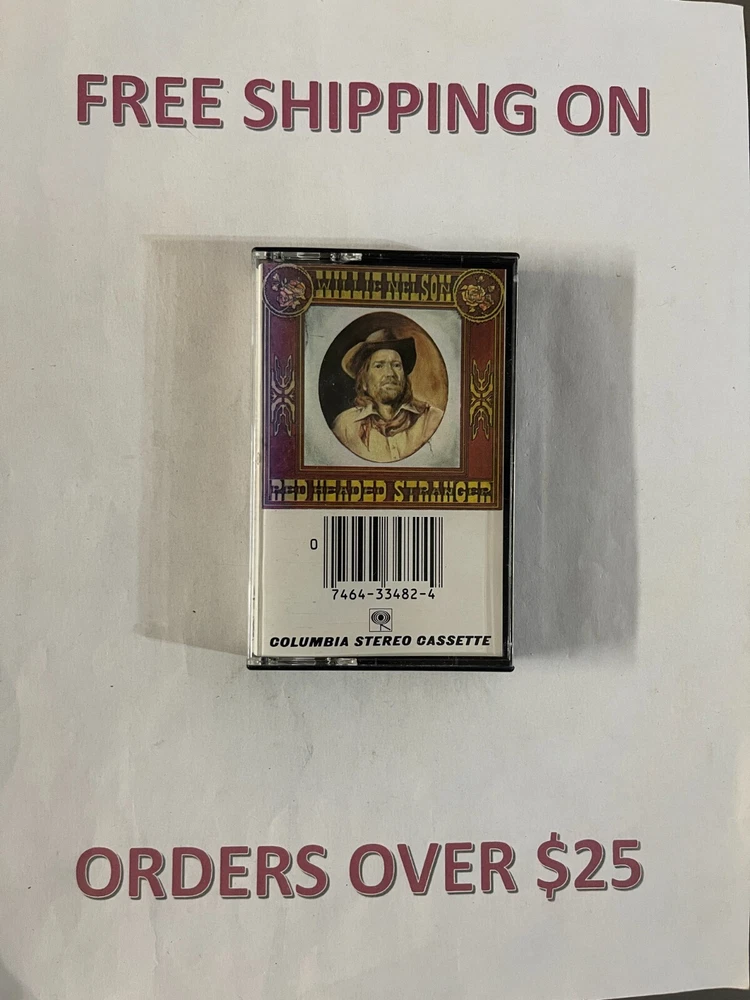 FREE SHIPPING ON
WILLIE NELSON
RED HEADED STRANGER
0
7464-33482-4
COLUMBIA STEREO CASSETTE
ORDERS OVER $25